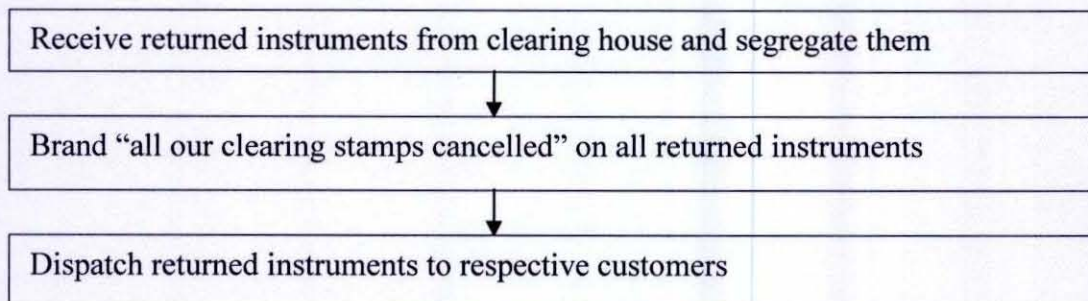 Receive returned instruments from clearing house and segregate them
Brand “all our clearing stamps cancelled” on all returned instruments
Dispatch returned instruments to respective customers